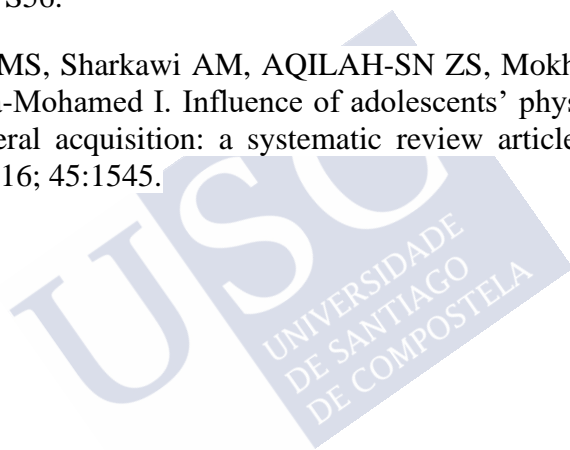 S56.
MS, Sharkawi AM, AQILAH-SN ZS, Mokh
a-Mohamed I. Influence of adolescents’ phys
eral acquisition: a systematic review article
16; 45:1545.
USC
UNIVERSIDADE
DE SANTIAGO
DE COMPOSTELA